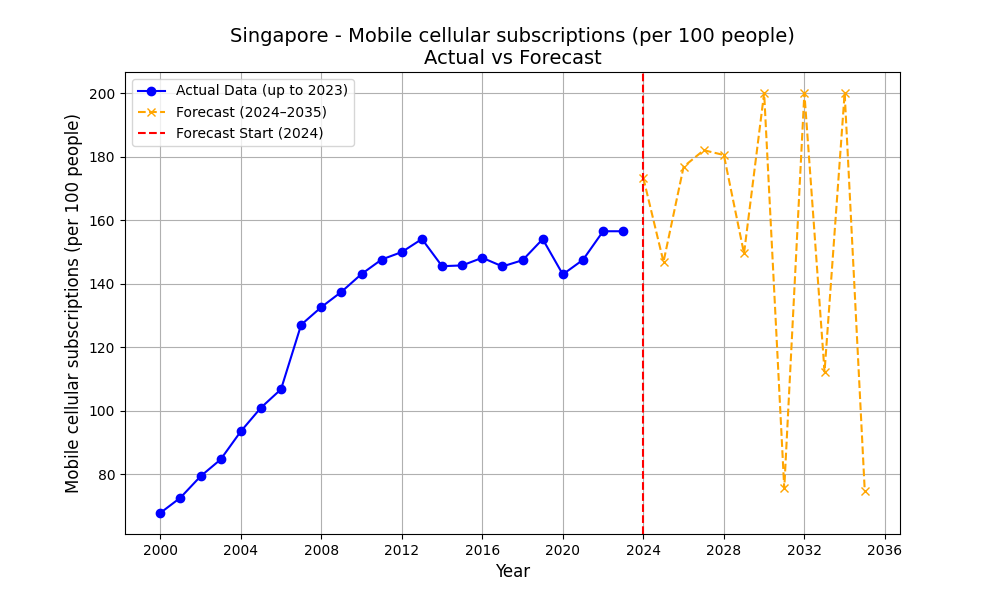 Singapore - Mobile cellular subscriptions (per 100 people)
Actual vs Forecast
Actual Data (up to 2023)
Forecast (2024–2035)
Forecast Start (2024)
Mobile cellular subscriptions (per 100 people)
200
180
160
140
120
100
80
2000 2004 2008 2012 2016 2020 2024 2028 2032 2036
Year